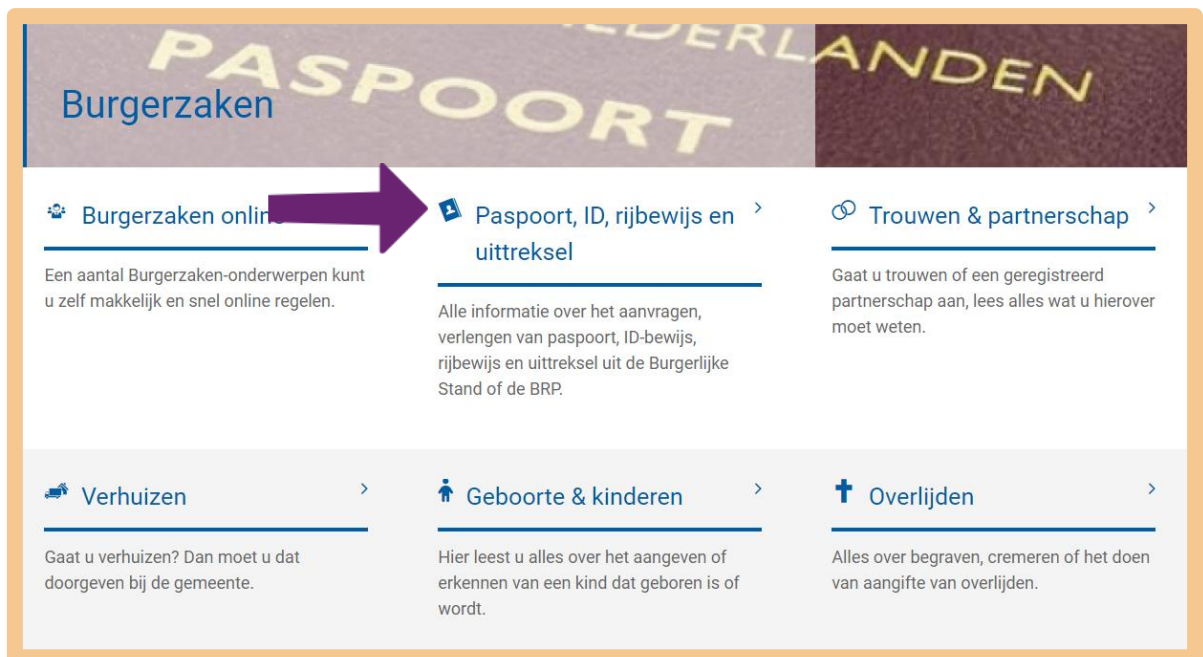 NEDERLANDEN
PASPOORT
Burgerzaken
Burgerzaken online
Een aantal Burgerzaken-onderwerpen kunt
u zelf makkelijk en snel online regelen.
Paspoort, ID, rijbewijs en
uittreksel
Alle informatie over het aanvragen,
verlengen van paspoort, ID-bewijs,
rijbewijs en uittreksel uit de Burgerlijke
Stand of de BRP.
Trouwen & partnerschap
Gaat u trouwen of een geregistreerd
partnerschap aan, lees alles wat u hierover
moet weten.
Verhuizen
Gaat u verhuizen? Dan moet u dat
doorgeven bij de gemeente.
Geboorte & kinderen
Hier leest u alles over het aangeven of
erkennen van een kind dat geboren is of
wordt.
Overlijden
Alles over begraven, cremeren of het doen
van aangifte van overlijden.